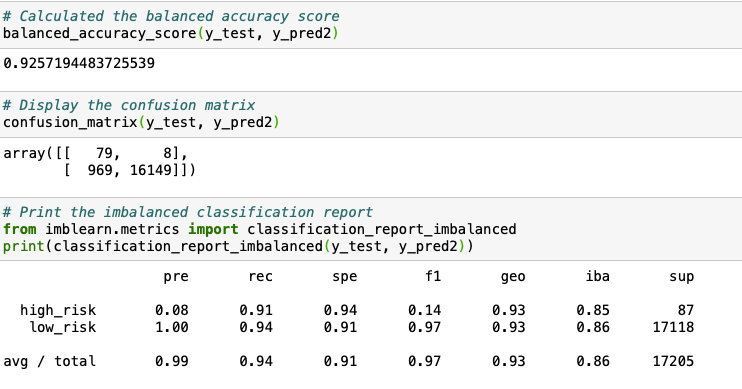 # Calculated the balanced accuracy score
balanced_accuracy_score(y_test, y_pred2)
0.9257194483725539
# Display the confusion matrix
confusion_matrix(y_test, y_pred2)
array([[   79,     8],
       [  969, 16149]])
# Print the imbalanced classification report
from imblearn.metrics import classification_report_imbalanced
print(classification_report_imbalanced(y_test, y_pred2))
pre rec spe f1 geo iba sup
high_risk 0.08 0.91 0.94 0.14 0.93 0.85 87
low_risk 1.00 0.94 0.91 0.97 0.93 0.86 17118
avg / total 0.99 0.94 0.91 0.97 0.93 0.86 17205